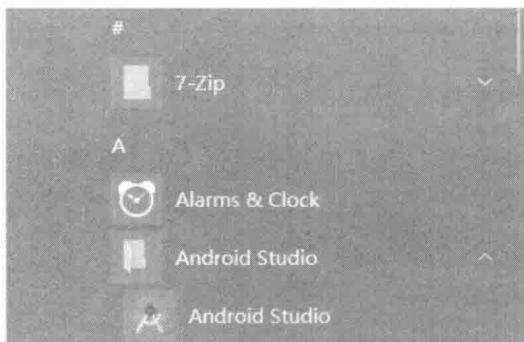 #
7-Zip
A
Alarms & Clock
Android Studio
Android Studio